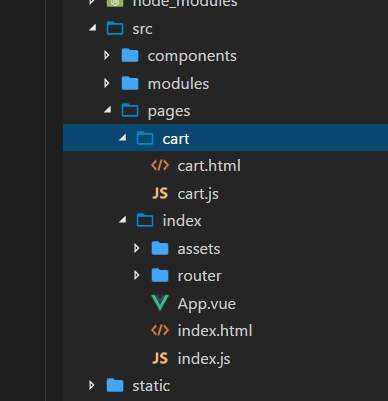 node_modules
src
components
modules
pages
cart
cart.html
JS cart.js
index
assets
router
App.vue
index.html
JS index.js
static